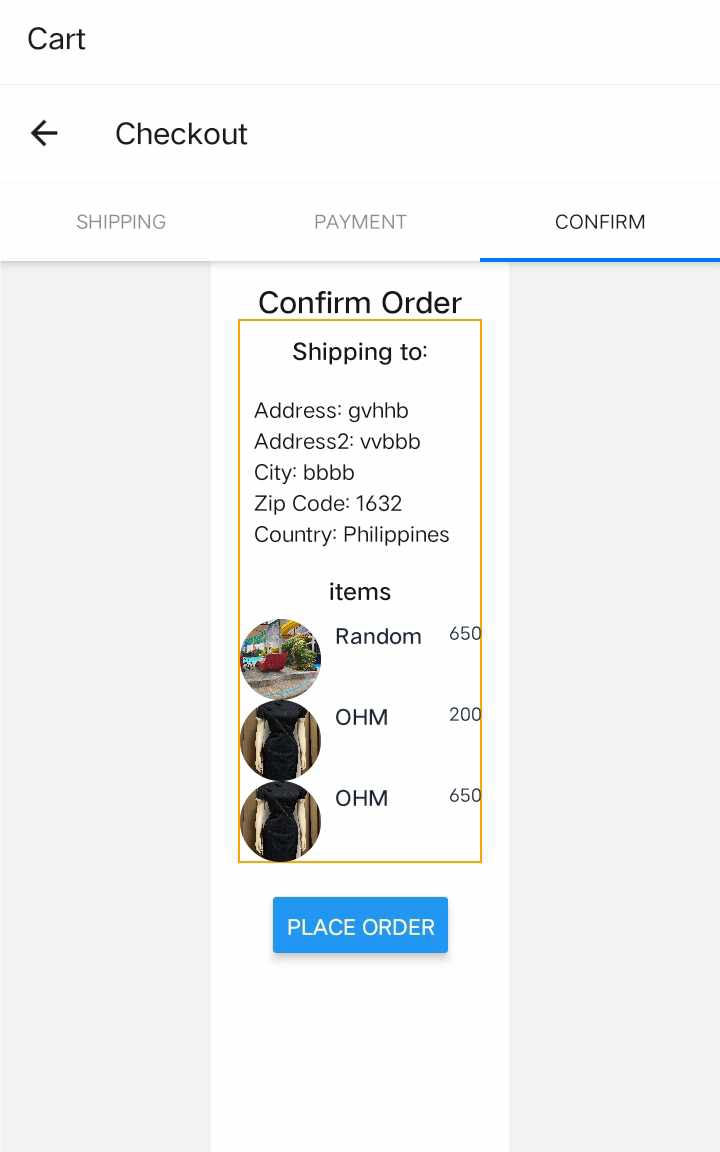 Cart
Checkout
SHIPPING PAYMENT CONFIRM
Confirm Order
Shipping to:
Address: gvhhb
Address2: vvbbb
City: bbbb
Zip Code: 1632
Country: Philippines
items
Random 650
OHM 200
OHM 650
PLACE ORDER